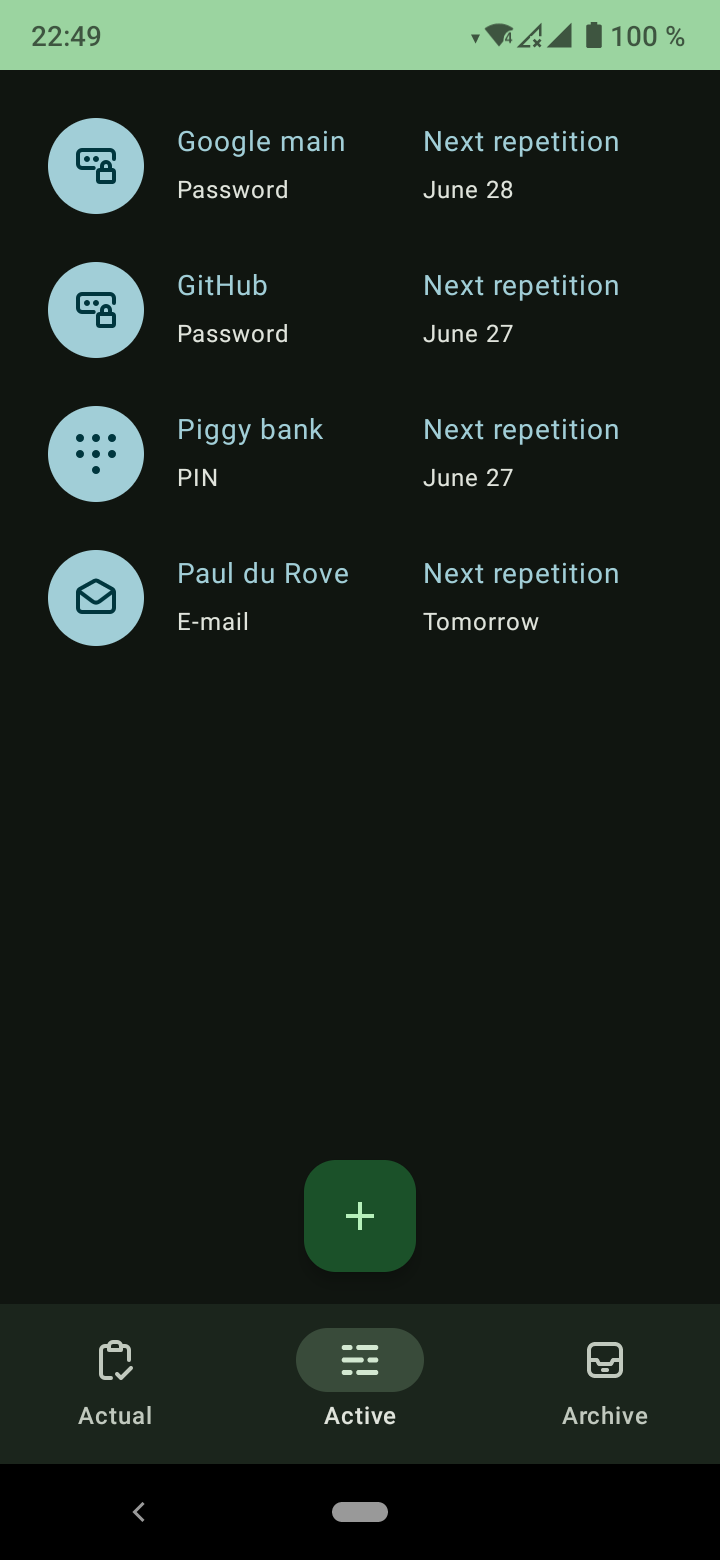 22:49
4
100 %
Google main Next repetition
Password June 28
GitHub Next repetition
Password June 27
Piggy bank Next repetition
PIN June 27
Paul du Rove Next repetition
E-mail Tomorrow
Actual Active Archive